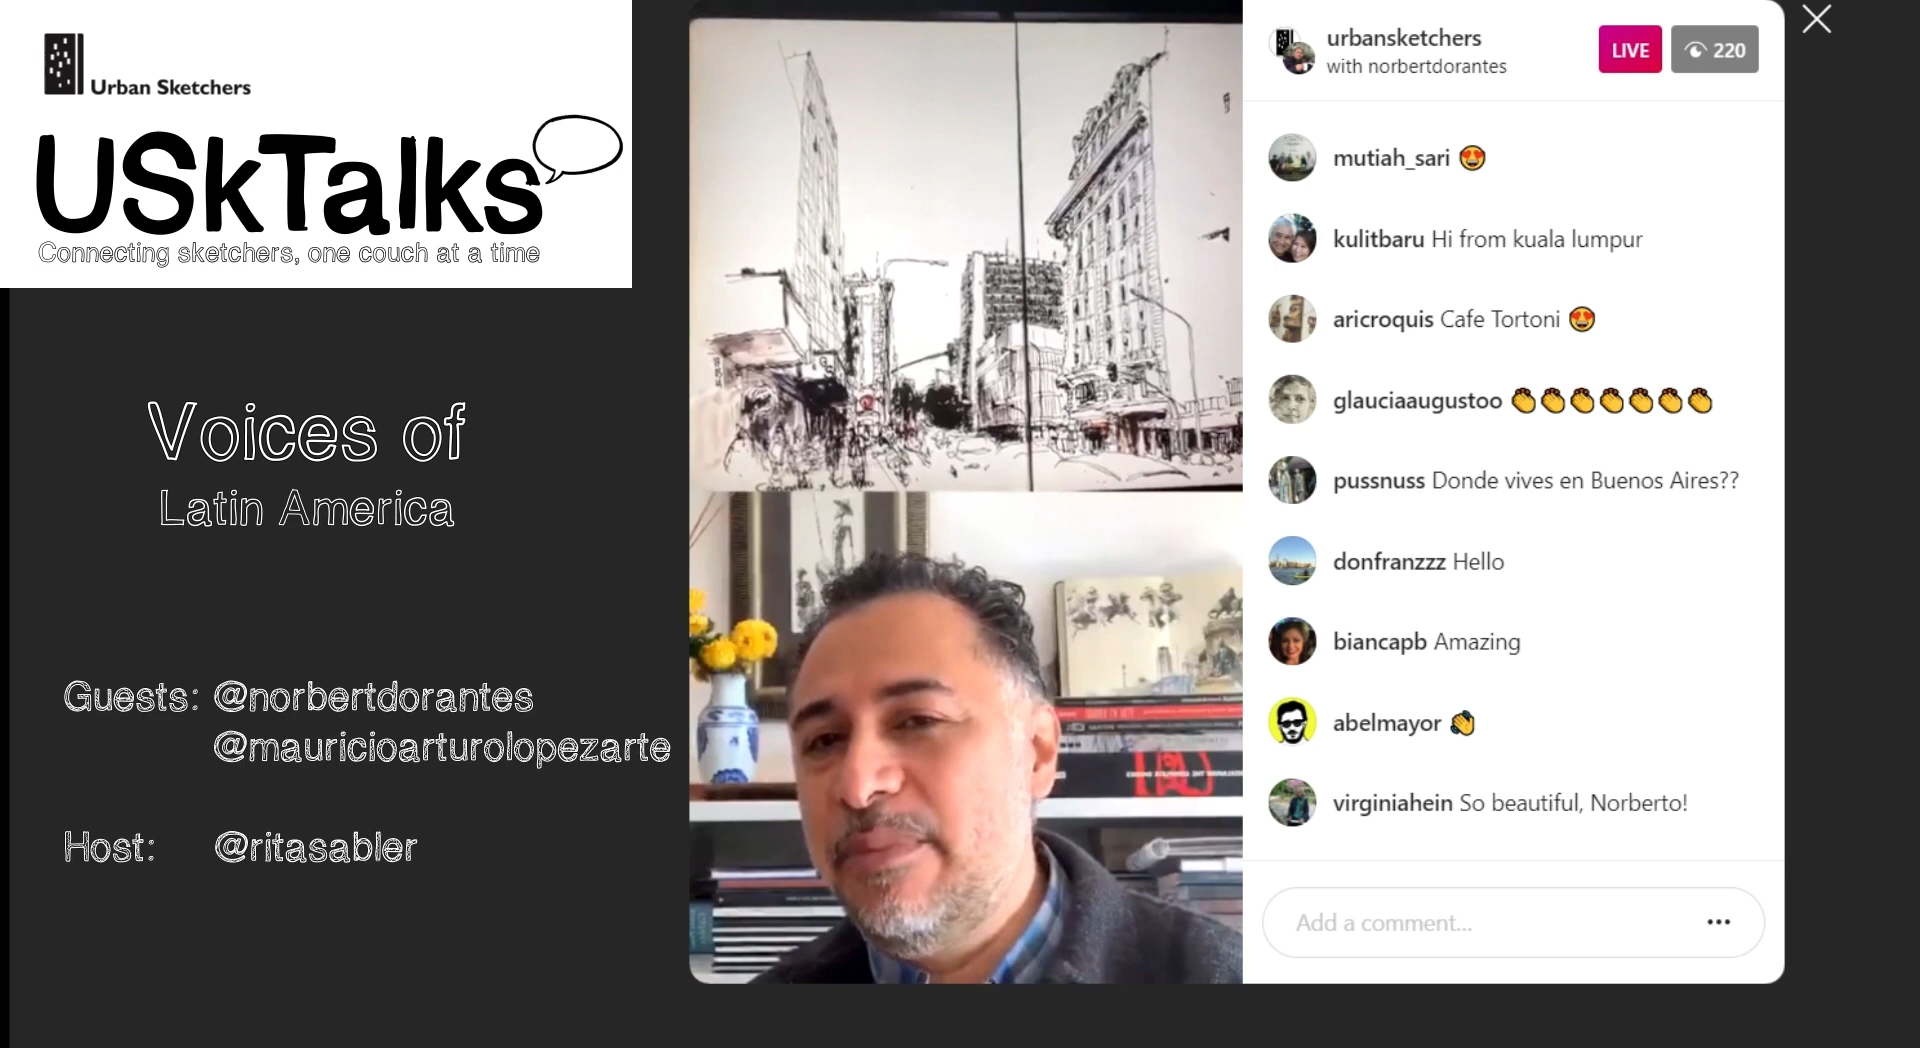 Urban Sketchers
USkTalks
Connecting sketchers, one couch at a time
Voices of
Latin America
Guests: @norbertdorantes
@mauricioarturolopezarte
Host: @ritasabler
urbansketchers
with norbertdorantes
LIVE
220
mutiah_sari 😍
kulitbaru Hi from kuala lumpur
aricroquis Cafe Tortoni 😍
glauciaaugustoo 👏👏👏👏👏👏👏
pussnuss Donde vives en Buenos Aires??
donfranzzz Hello
biancapb Amazing
abelmayor 👏
virginiahein So beautiful, Norberto!
Add a comment...